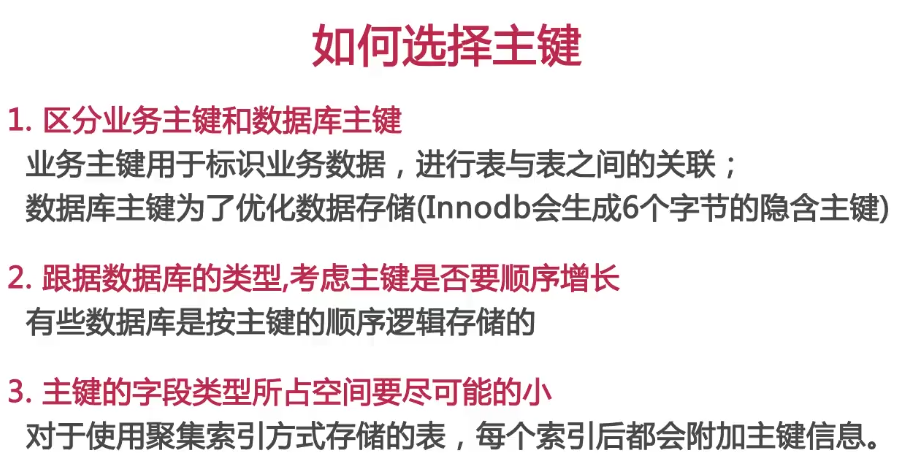 如何选择主键
1. 区分业务主键和数据库主键
业务主键用于标识业务数据，进行表与表之间的关联；
数据库主键为了优化数据存储(Innodb会生成6个字节的隐含主键)
2. 跟据数据库的类型,考虑主键是否要顺序增长
有些数据库是按主键的顺序逻辑存储的
3. 主键的字段类型所占空间要尽可能的小
对于使用聚集索引方式存储的表，每个索引后都会附加主键信息。